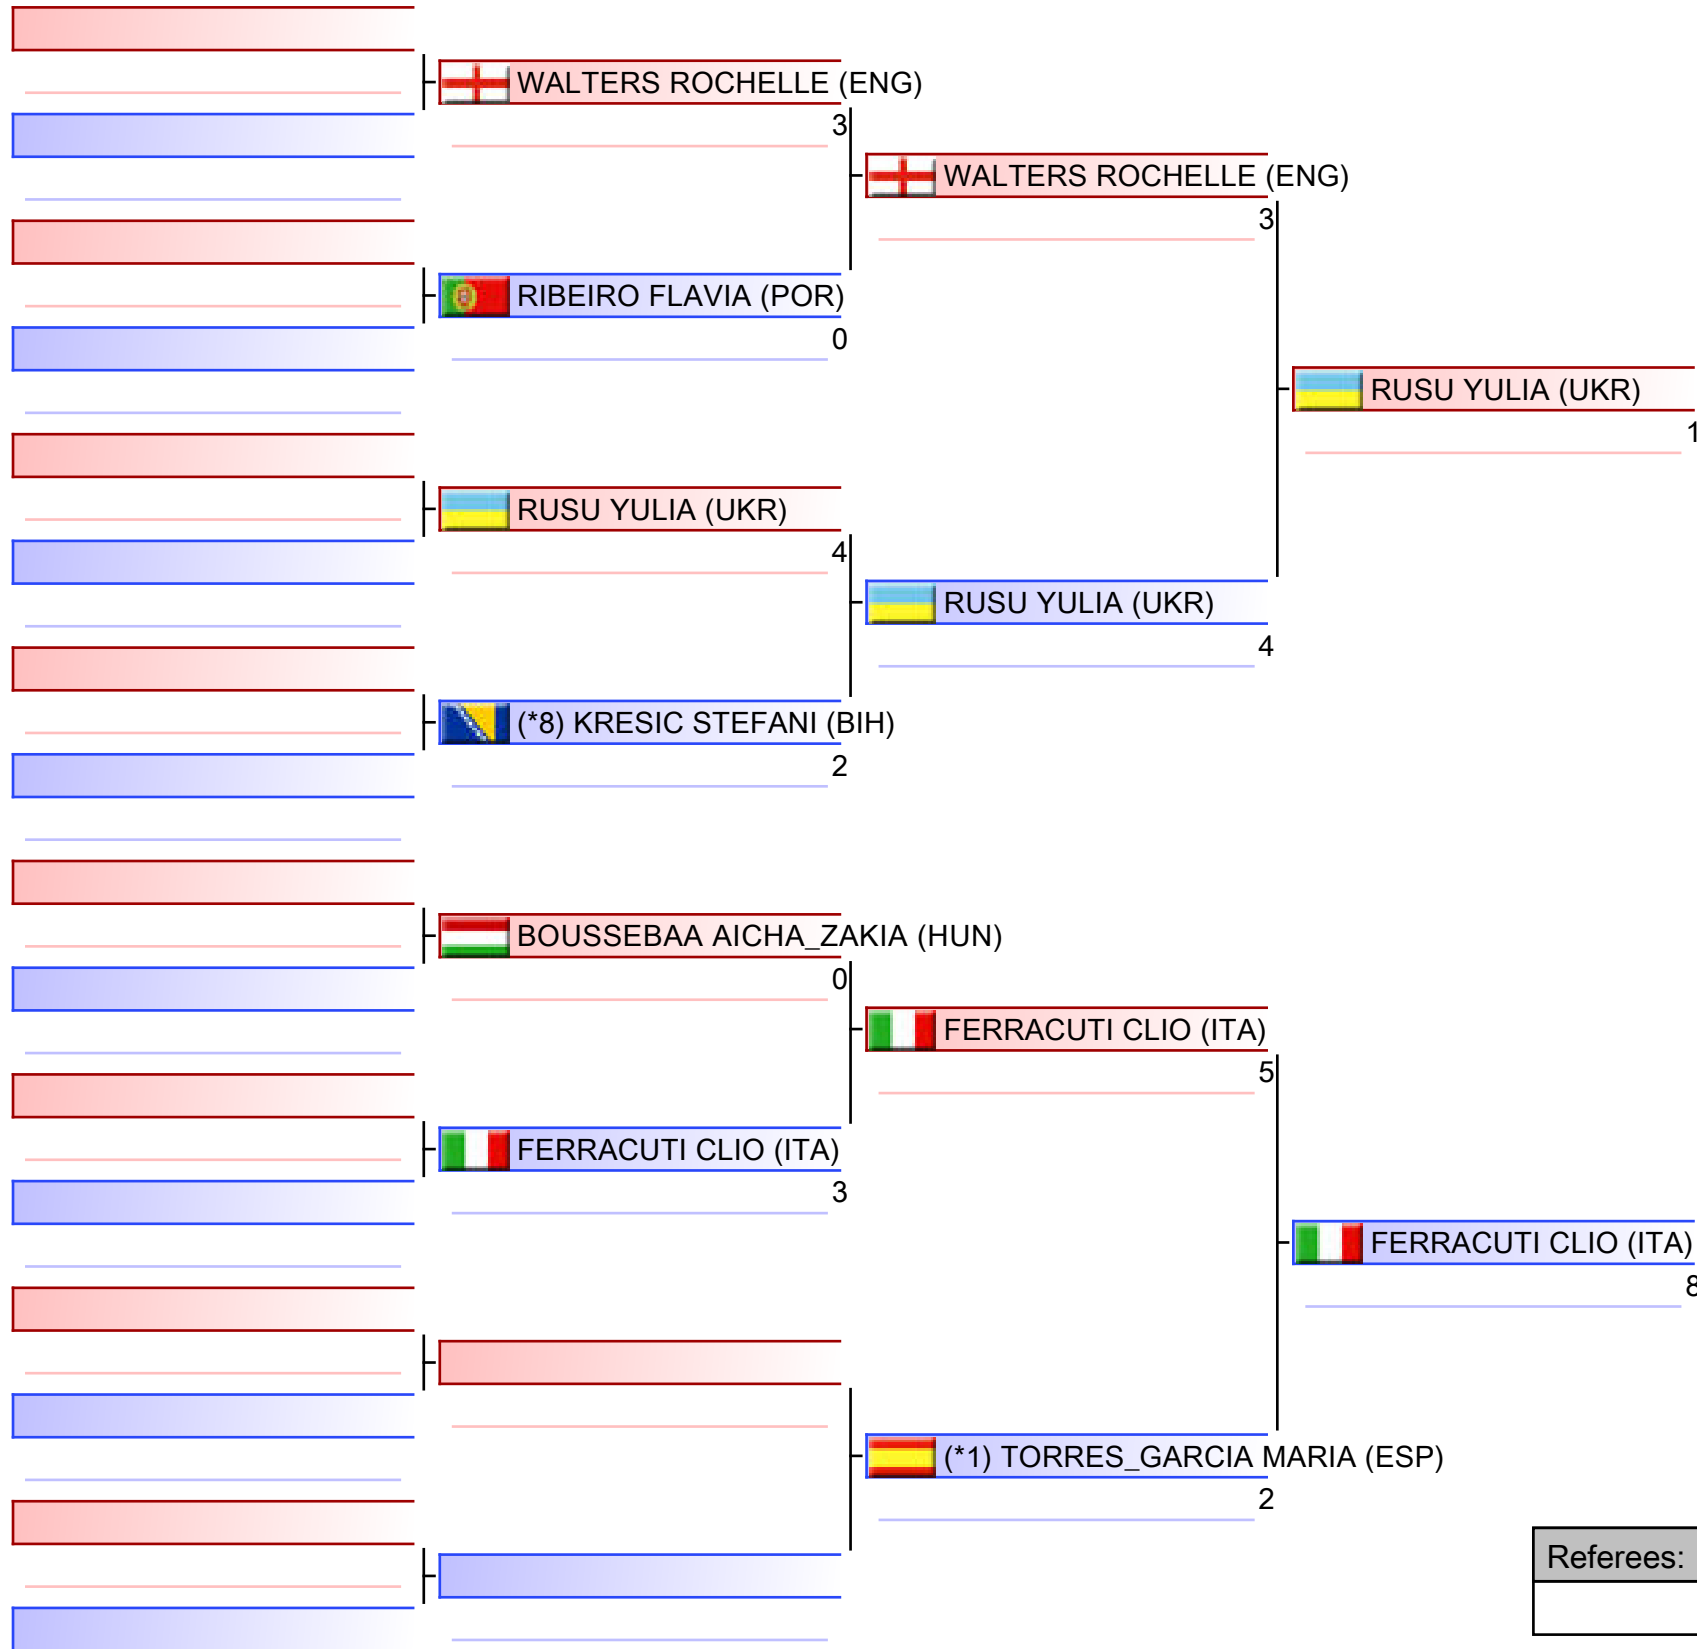 WALTERS ROCHELLE (ENG)
3
WALTERS ROCHELLE (ENG)
3
RIBEIRO FLAVIA (POR)
0
RUSU YULIA (UKR)
1
RUSU YULIA (UKR)
4
RUSU YULIA (UKR)
4
(*8) KRESIC STEFANI (BIH)
2
BOUSSEBAA AICHA_ZAKIA (HUN)
0
FERRACUTI CLIO (ITA)
5
FERRACUTI CLIO (ITA)
3
FERRACUTI CLIO (ITA)
8
(*1) TORRES_GARCIA MARIA (ESP)
2
Referees: